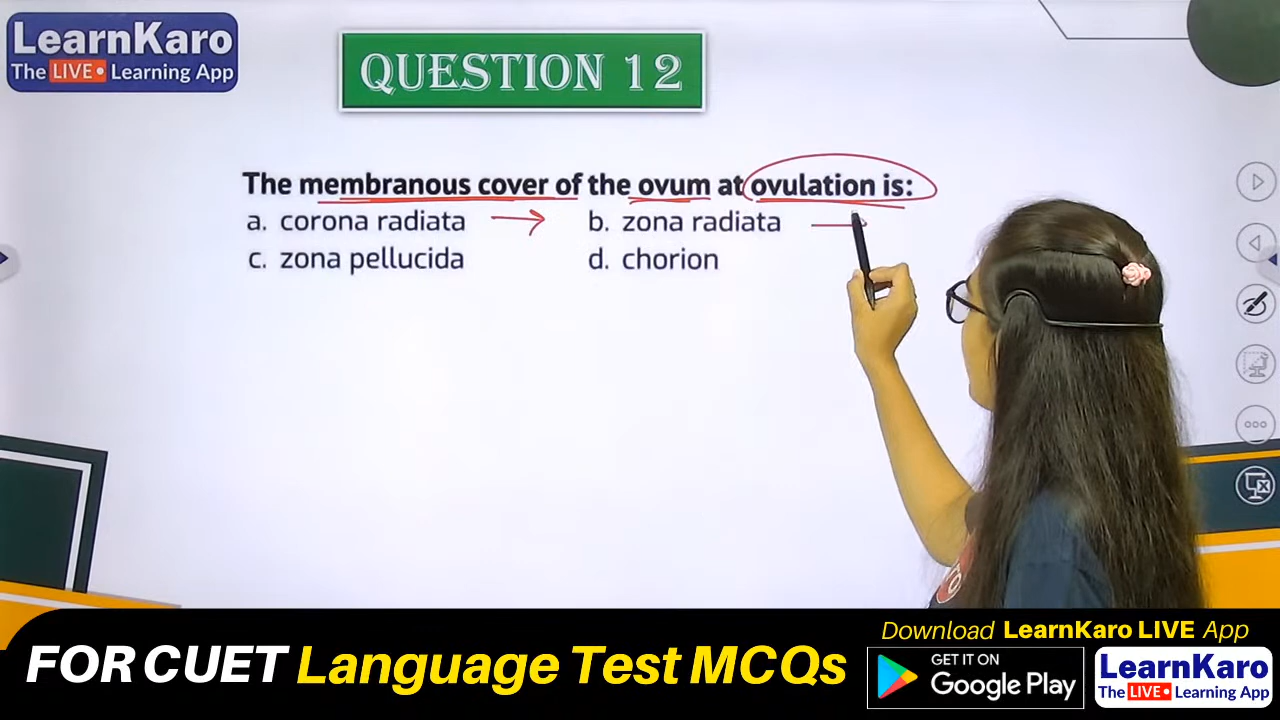 LearnKaro
The LIVE• Learning App
QUESTION 12
The membranous cover of the ovum at ovulation is:
a. corona radiata b. zona radiata
c. zona pellucida d. chorion
FOR CUET Language Test MCQs
Download LearnKaro LIVE App
GET IT ON
Google Play
LearnKaro
The LIVE• Learning App